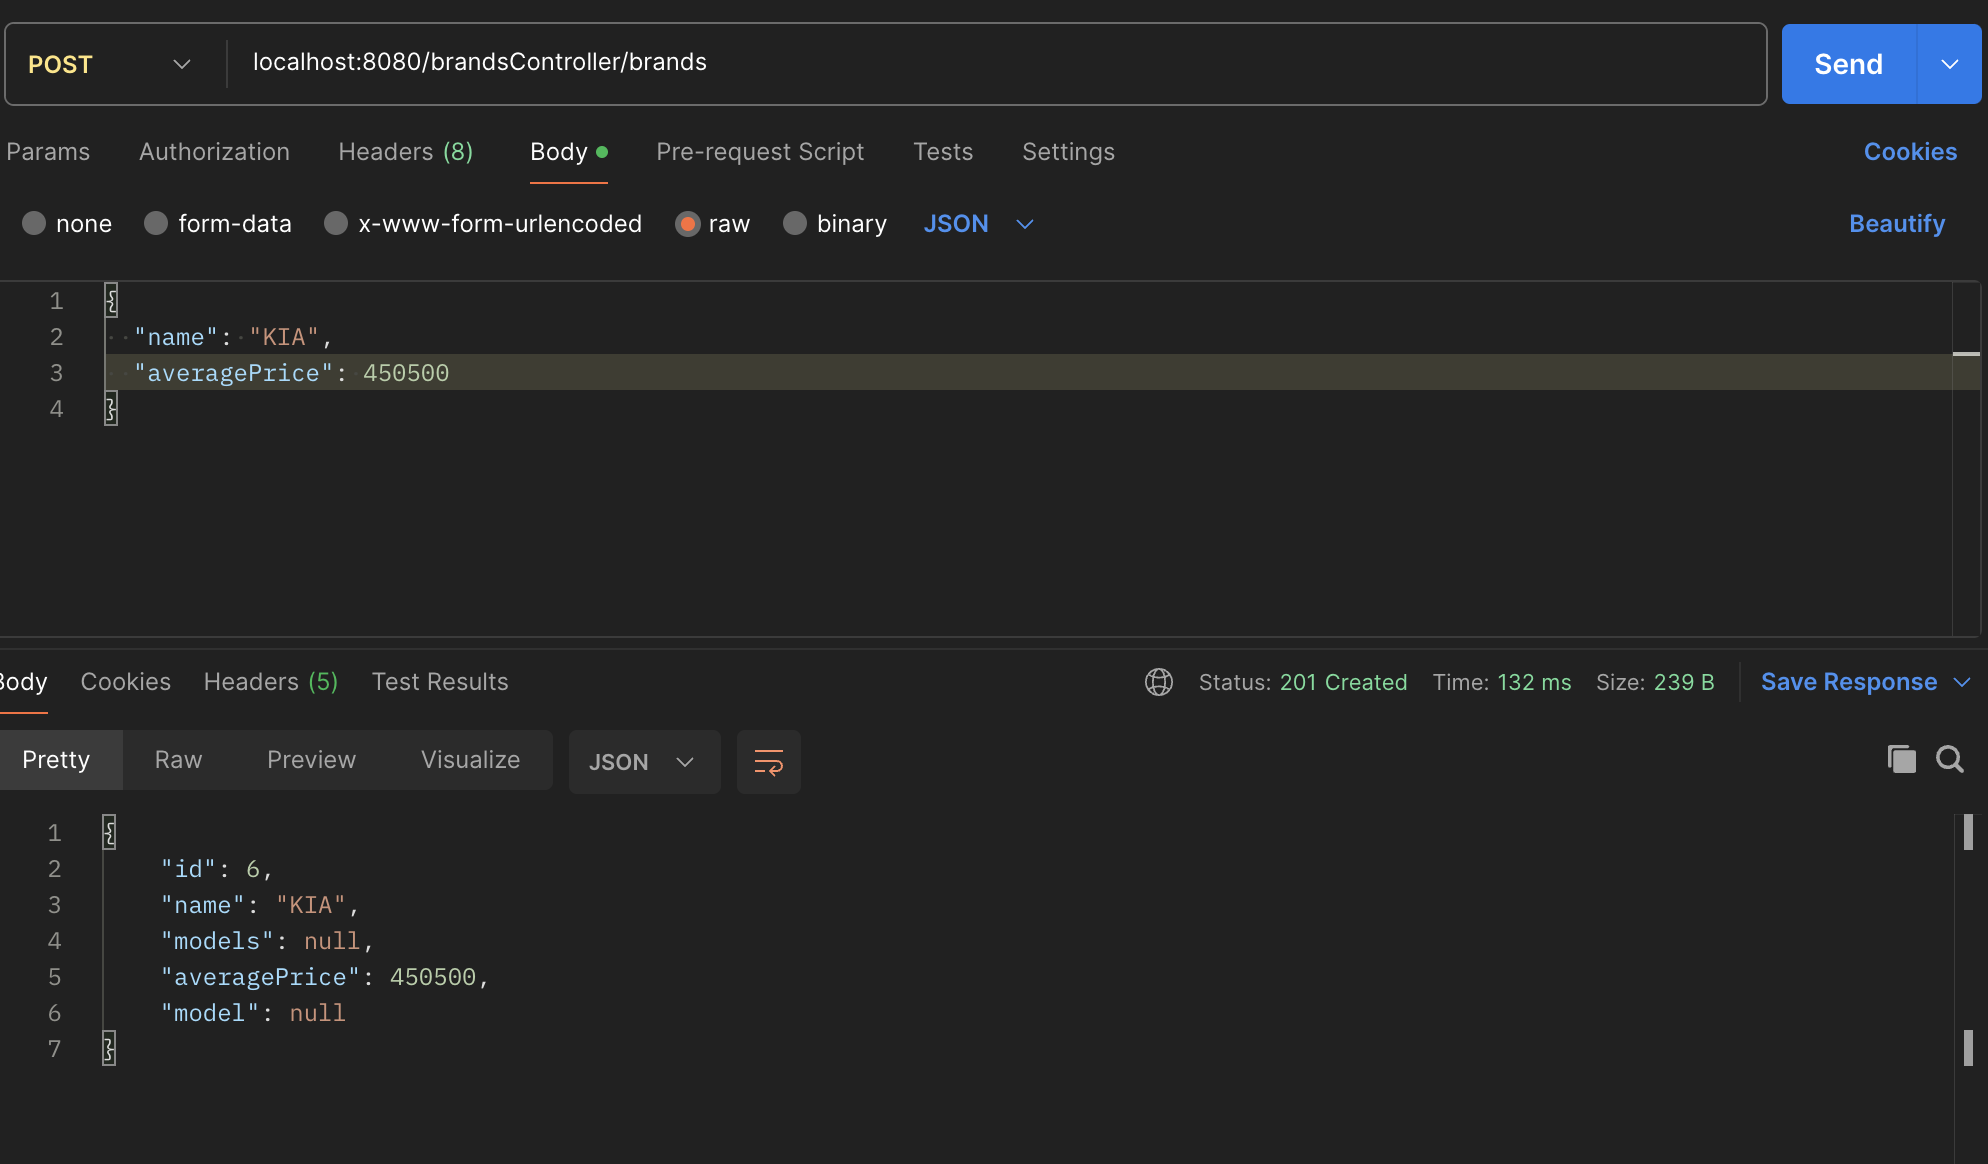 POST localhost:8080/brandsController/brands Send
Params Authorization Headers (8) Body Pre-request Script Tests Settings Cookies
none form-data x-www-form-urlencoded raw binary JSON Beautify
1 {
2 "name": "KIA",
3 "averagePrice": 450500
4 }
Body Cookies Headers (5) Test Results Status: 201 Created Time: 132 ms Size: 239 B Save Response
Pretty Raw Preview Visualize JSON
1 {
2 "id": 6,
3 "name": "KIA",
4 "models": null,
5 "averagePrice": 450500,
6 "model": null
7 }